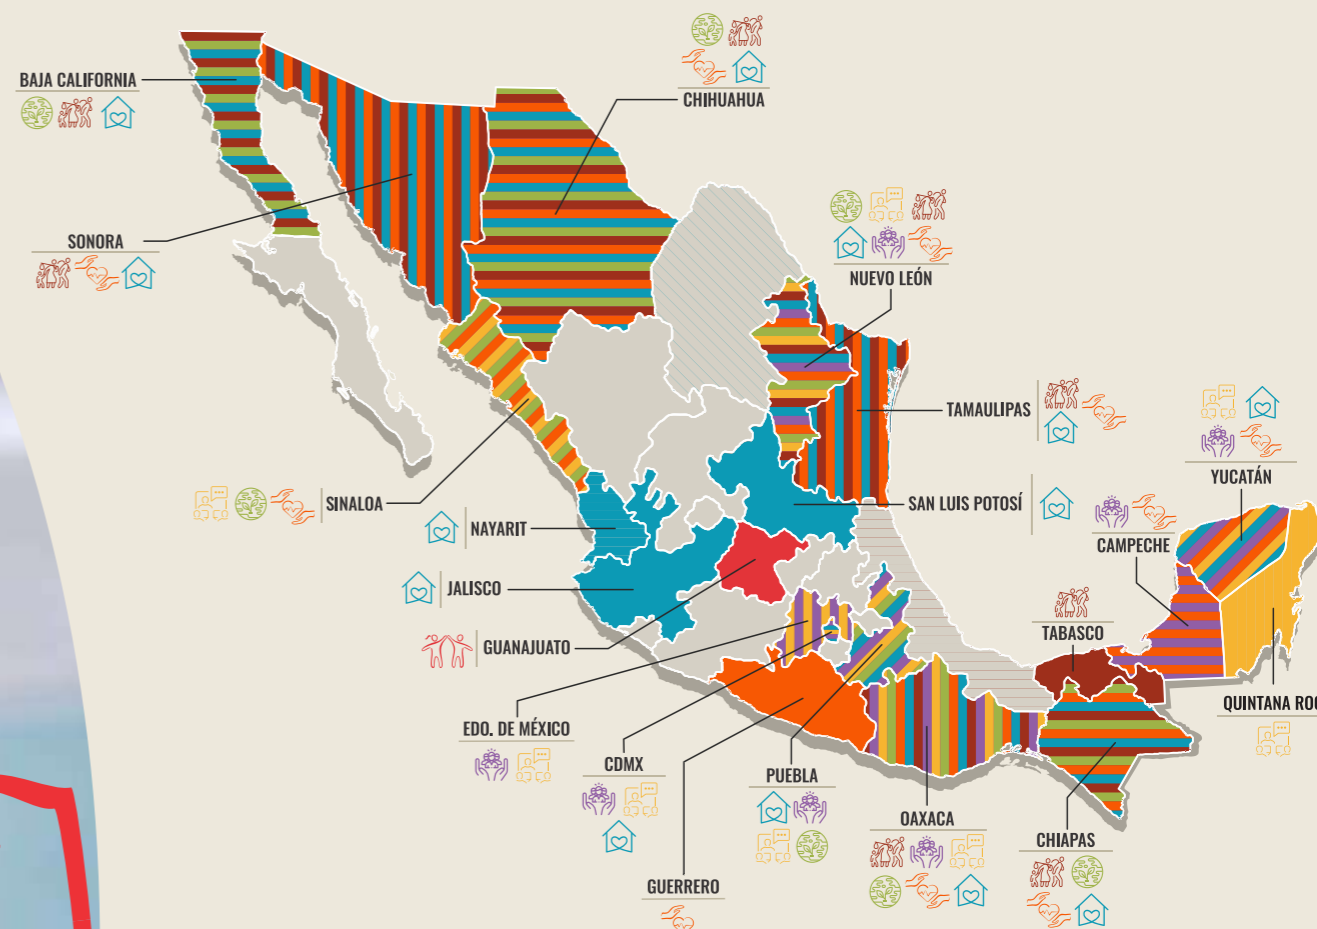 BAJA CALIFORNIA
CHIHUAHUA
SONORA
NUEVO LEÓN
TAMAULIPAS
YUCATÁN
SINALOA
SAN LUIS POTOSÍ
NAYARIT
CAMPECHE
JALISCO
TABASCO
GUANAJUATO
QUINTANA ROO
EDO. DE MÉXICO
CDMX
PUEBLA
OAXACA
CHIAPAS
GUERRERO